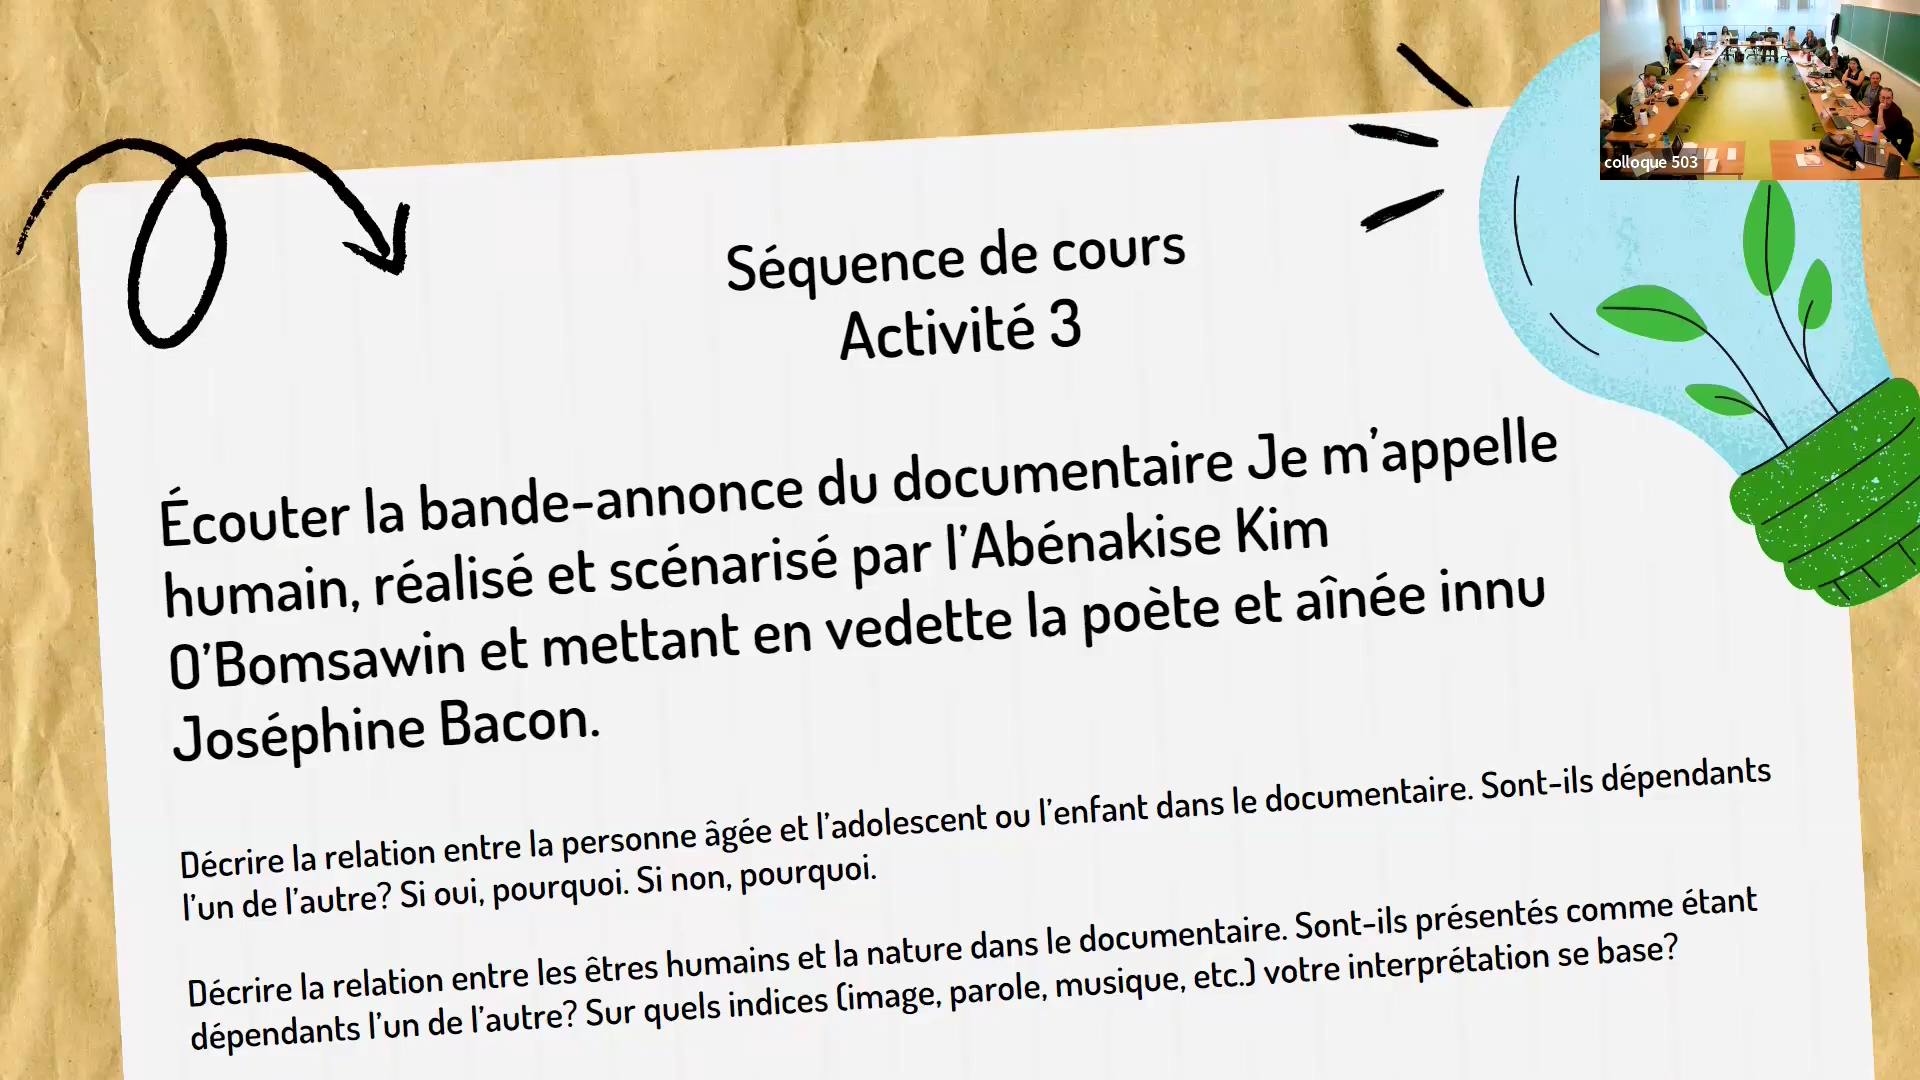 colloque 503
Séquence de cours
Activité 3
Écouter la bande-annonce du documentaire Je m’appelle
humain, réalisé et scénarisé par l’Abénakise Kim
O’Bomsawin et mettant en vedette la poète et aînée innu
Joséphine Bacon.
Décrire la relation entre la personne âgée et l’adolescent ou l’enfant dans le documentaire. Sont-ils dépendants
l’un de l’autre? Si oui, pourquoi. Si non, pourquoi.
Décrire la relation entre les êtres humains et la nature dans le documentaire. Sont-ils présentés comme étant
dépendants l’un de l’autre? Sur quels indices (image, parole, musique, etc.) votre interprétation se base?